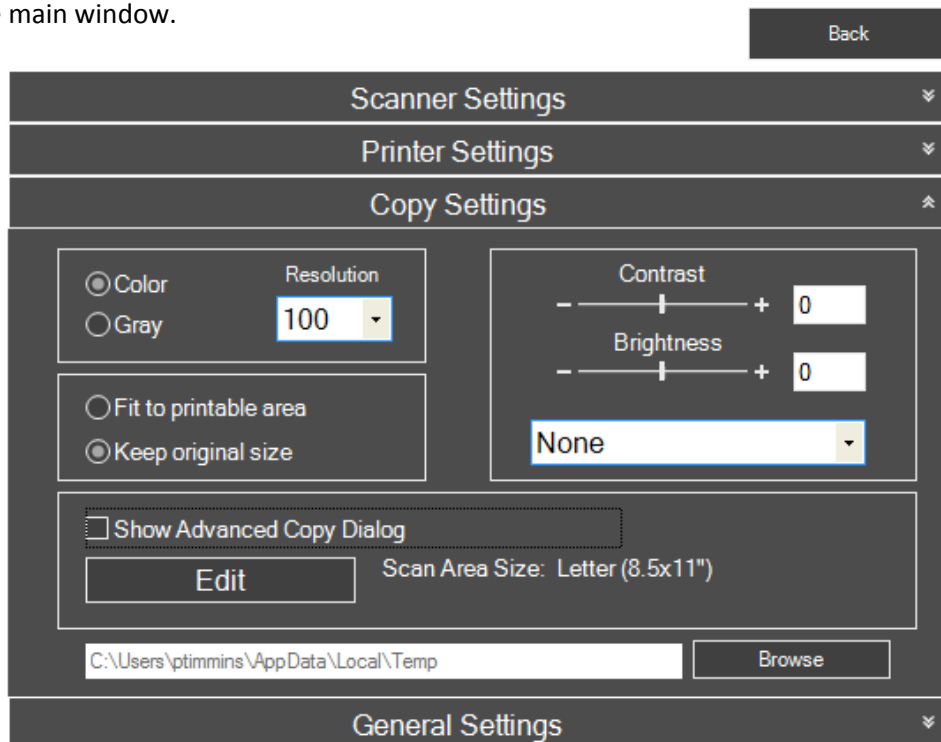 main window.
Back
Scanner Settings
Printer Settings
Copy Settings
Color
Resolution
Gray
100
Contrast
- + 0
Brightness
- + 0
Fit to printable area
Keep original size
None
Show Advanced Copy Dialog
Edit
Scan Area Size: Letter (8.5x11")
C:\Users\ptimmins\AppData\Local\Temp
Browse
General Settings